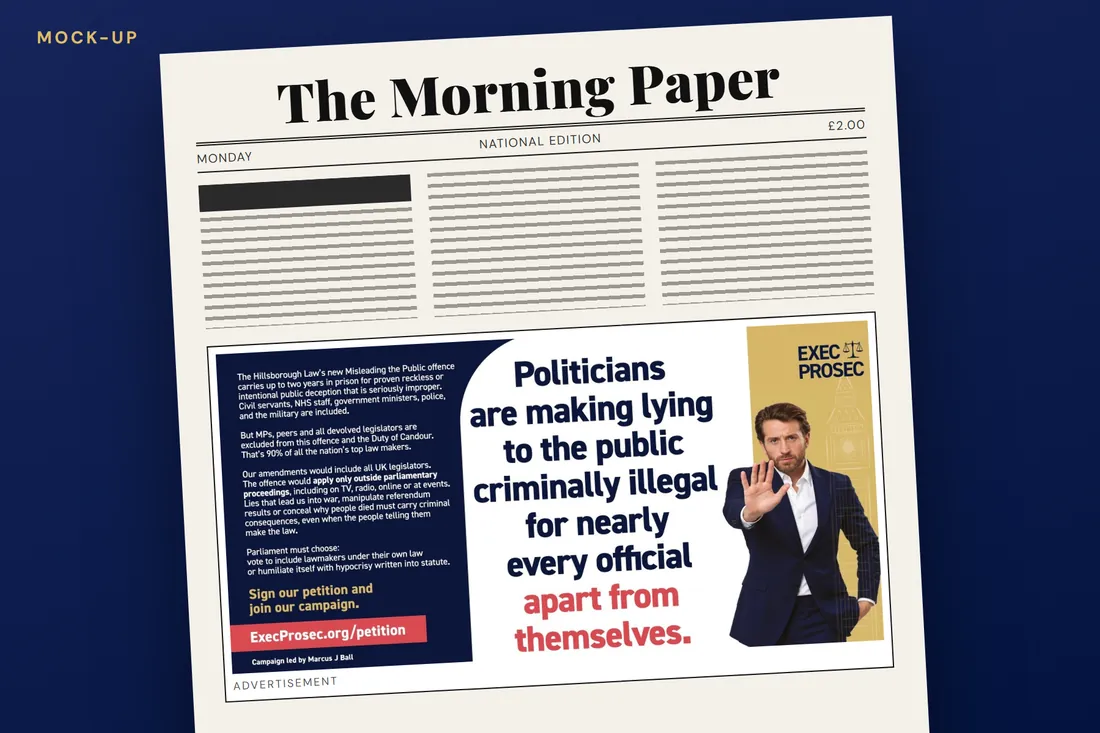 MOCK-UP
The Morning Paper
MONDAY
NATIONAL EDITION
£2.00
The Hillsborough Law's new Misleading the Public offence
carries up to two years in prison for proven reckless or
intentional public deception that is seriously improper.
Civil servants, NHS staff, government ministers, police,
and the military are included.
But MPs, peers and all devolved legislators are
excluded from this offence and the Duty of Candour.
That's 90% of all the nation's top law makers.
Our amendments would include all UK legislators.
The offence would apply only outside parliamentary
proceedings, including on TV, radio, online or at events.
Lies that lead us into war, manipulate referendum
results or conceal why people died must carry criminal
consequences, even when the people telling them
make the law.
Parliament must choose:
vote to include lawmakers under their own law
or humiliate itself with hypocrisy written into statute.
Sign our petition and
join our campaign.
ExecProsec.org/petition
Campaign led by Marcus J Ball
Politicians
are making lying
to the public
criminally illegal
for nearly
every official
apart from
themselves.
EXEC
PROSEC
ADVERTISEMENT